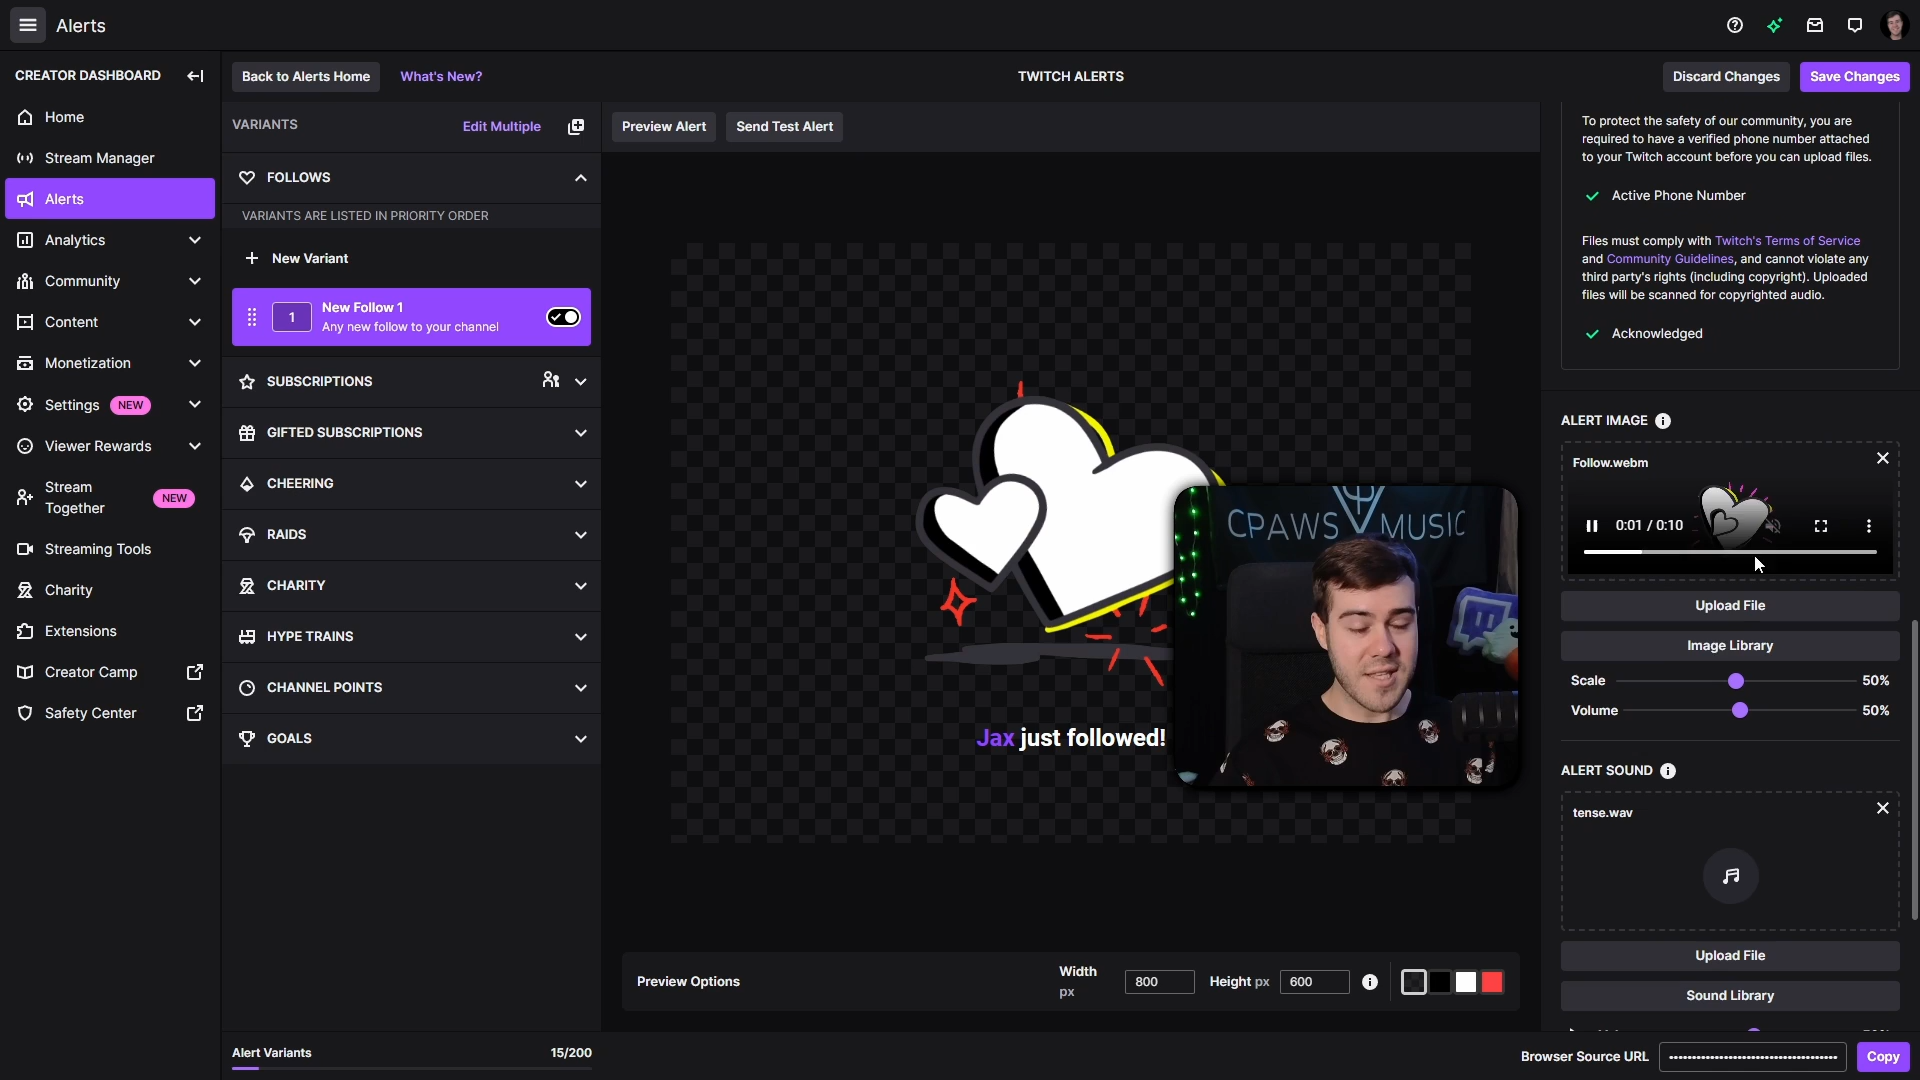 Alerts
CREATOR DASHBOARD
Home
Stream Manager
Alerts
Analytics
Community
Content
Monetization
Settings NEW
Viewer Rewards
Stream
Together NEW
Streaming Tools
Charity
Extensions
Creator Camp
Safety Center
Back to Alerts Home
What's New?
TWITCH ALERTS
Discard Changes
Save Changes
VARIANTS
Edit Multiple
FOLLOWS
VARIANTS ARE LISTED IN PRIORITY ORDER
New Variant
1
New Follow 1
Any new follow to your channel
SUBSCRIPTIONS
GIFTED SUBSCRIPTIONS
CHEERING
RAIDS
CHARITY
HYPE TRAINS
CHANNEL POINTS
GOALS
Alert Variants 15/200
Preview Alert
Send Test Alert
CPAWS MUSIC
Jax just followed!
Preview Options
Width
px
800
Height px
600
To protect the safety of our community, you are
required to have a verified phone number attached
to your Twitch account before you can upload files.
Active Phone Number
Files must comply with Twitch's Terms of Service
and Community Guidelines, and cannot violate any
third party's rights (including copyright). Uploaded
files will be scanned for copyrighted audio.
Acknowledged
ALERT IMAGE
Follow.webm
0:01 / 0:10
Upload File
Image Library
Scale 50%
Volume 50%
ALERT SOUND
tense.wav
Upload File
Sound Library
Browser Source URL
Copy